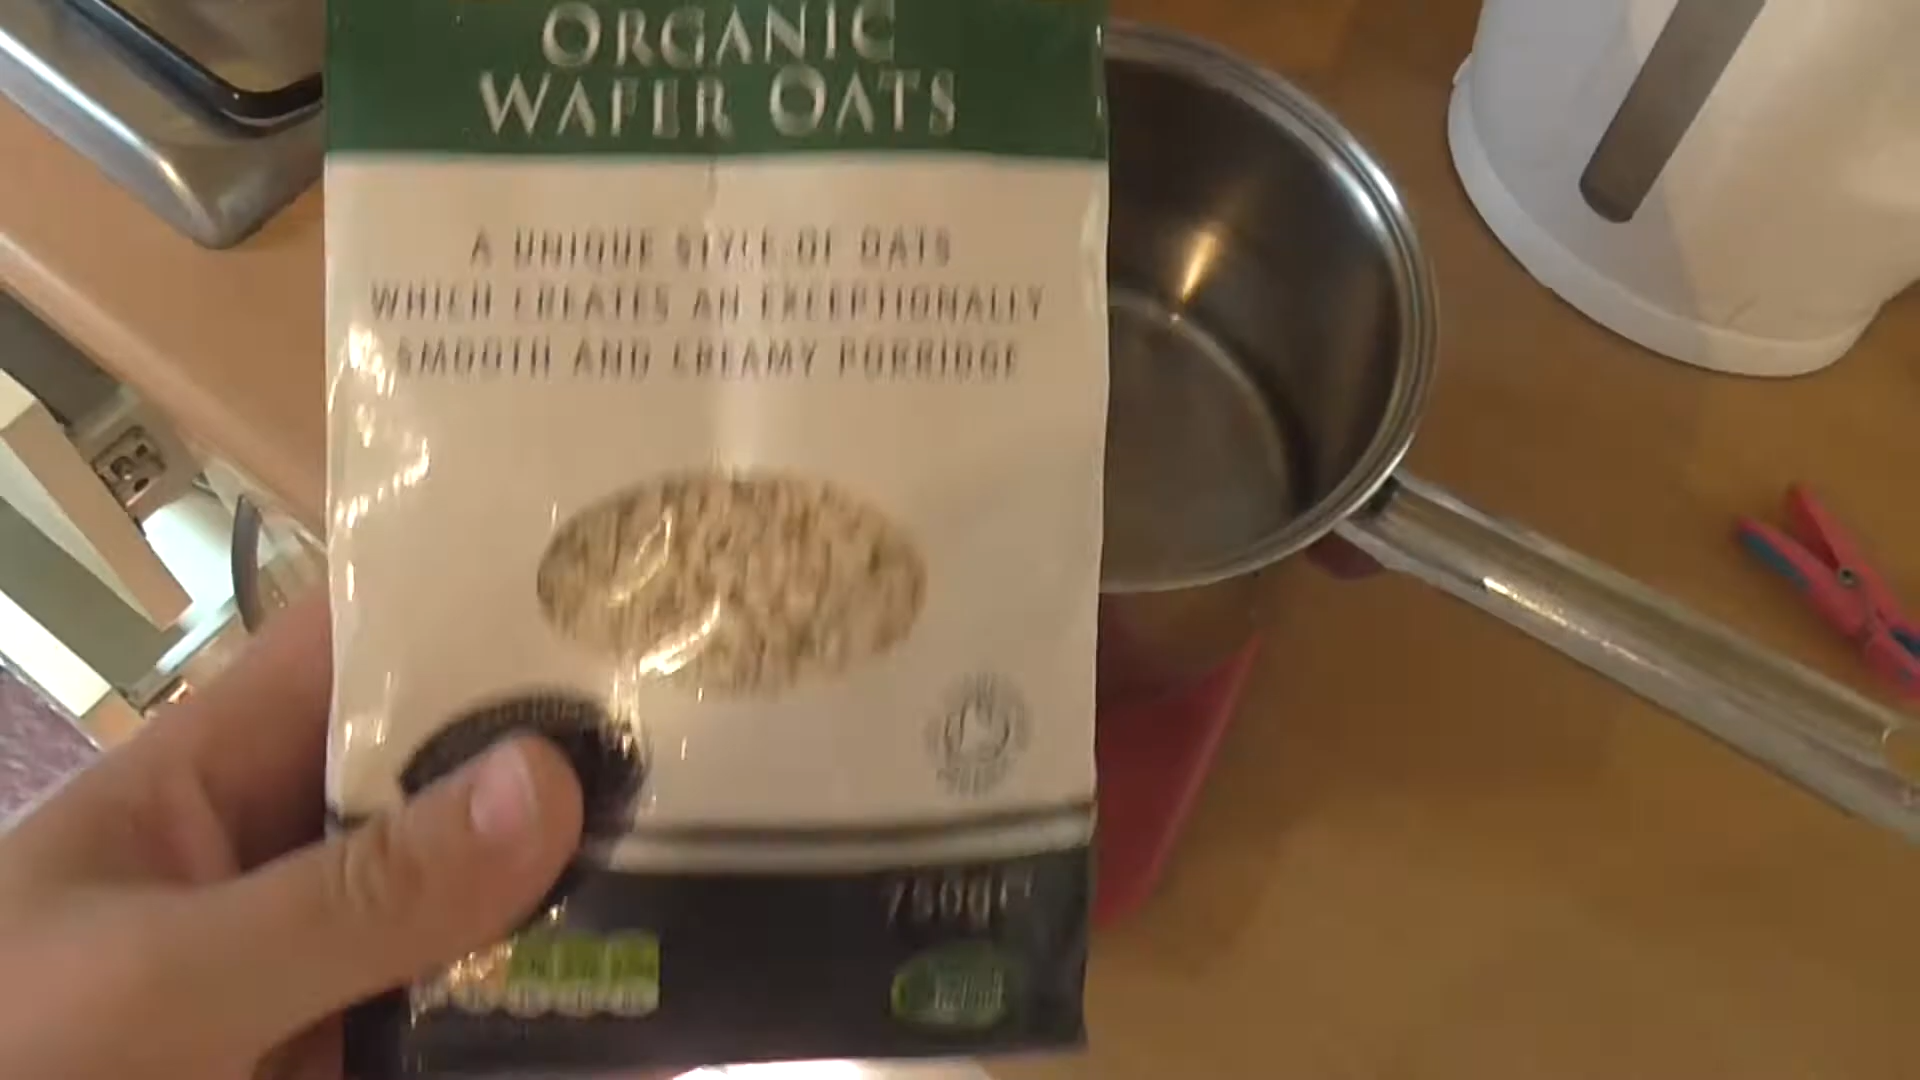 ORGANIC
WAFER OATS
A UNIQUE STYLE OF OATS
WHICH CREATES AN EXCEPTIONALLY
SMOOTH AND CREAMY PORRIDGE
750g